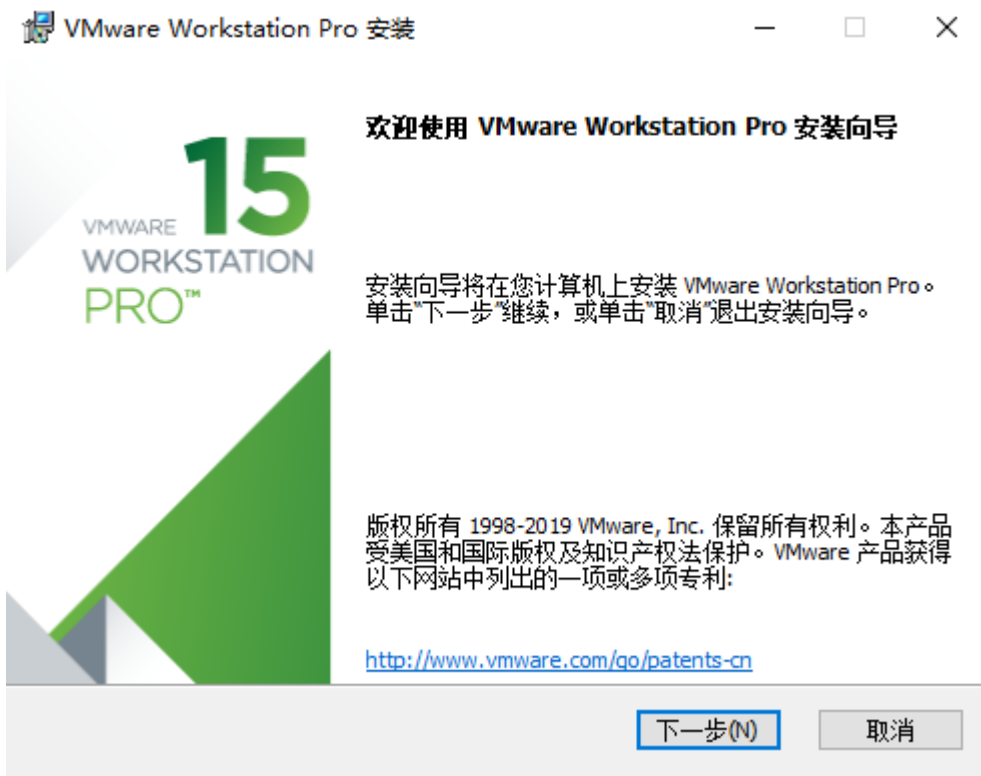 VMware Workstation Pro 安装
15
VMWARE
WORKSTATION
PRO™
欢迎使用 VMware Workstation Pro 安装向导
安装向导将在您计算机上安装 VMware Workstation Pro。
单击"下一步"继续，或单击"取消"退出安装向导。
版权所有 1998-2019 VMware, Inc. 保留所有权利。本产品
受美国和国际版权及知识产权法保护。VMware 产品获得
以下网站中列出的一项或多项专利:
http://www.vmware.com/go/patents-cn
下一步(N)
取消